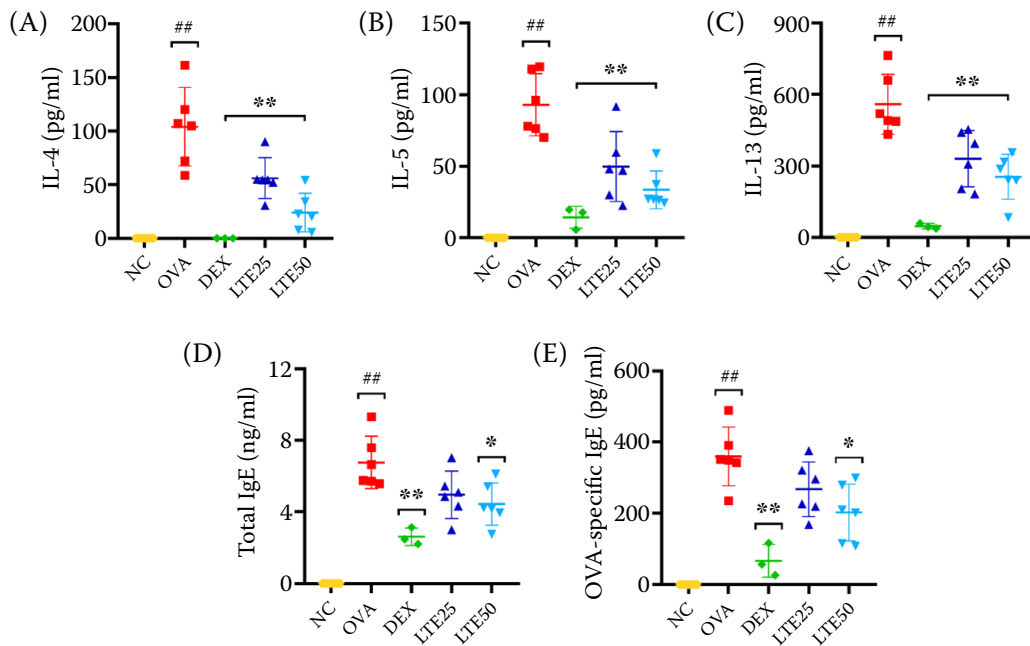 (A)
IL-4 (pg/ml)
200
150
100
50
0
##
**
NC
OVA
DEX
LTE25
LTE50
(B)
IL-5 (pg/ml)
150
100
50
0
##
**
NC
OVA
DEX
LTE25
LTE50
(C)
IL-13 (pg/ml)
900
600
300
0
##
**
NC
OVA
DEX
LTE25
LTE50
(D)
Total IgE (ng/ml)
12
8
4
0
##
**
*
NC
OVA
DEX
LTE25
LTE50
(E)
OVA-specific IgE (pg/ml)
600
400
200
0
##
**
*
NC
OVA
DEX
LTE25
LTE50